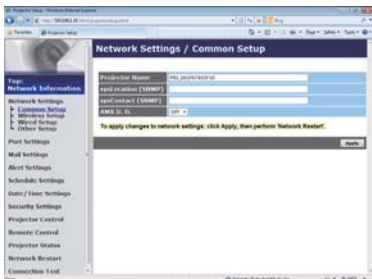 Network Settings / Common Setup
Top:
Network Information
Network Settings
Common Setup
Wireless Setup
Wired Setup
Other Setup
Port Settings
Mail Settings
Alert Settings
Schedule Settings
Date/Time Settings
Security Settings
Projector Control
Remote Control
Projector Status
Network Restart
Connection Test
Projector Name
sysLocation (SNMP)
sysContact (SNMP)
AMX D. D.
OFF
To apply changes to network settings: click Apply, then perform 'Network Restart'.
Apply